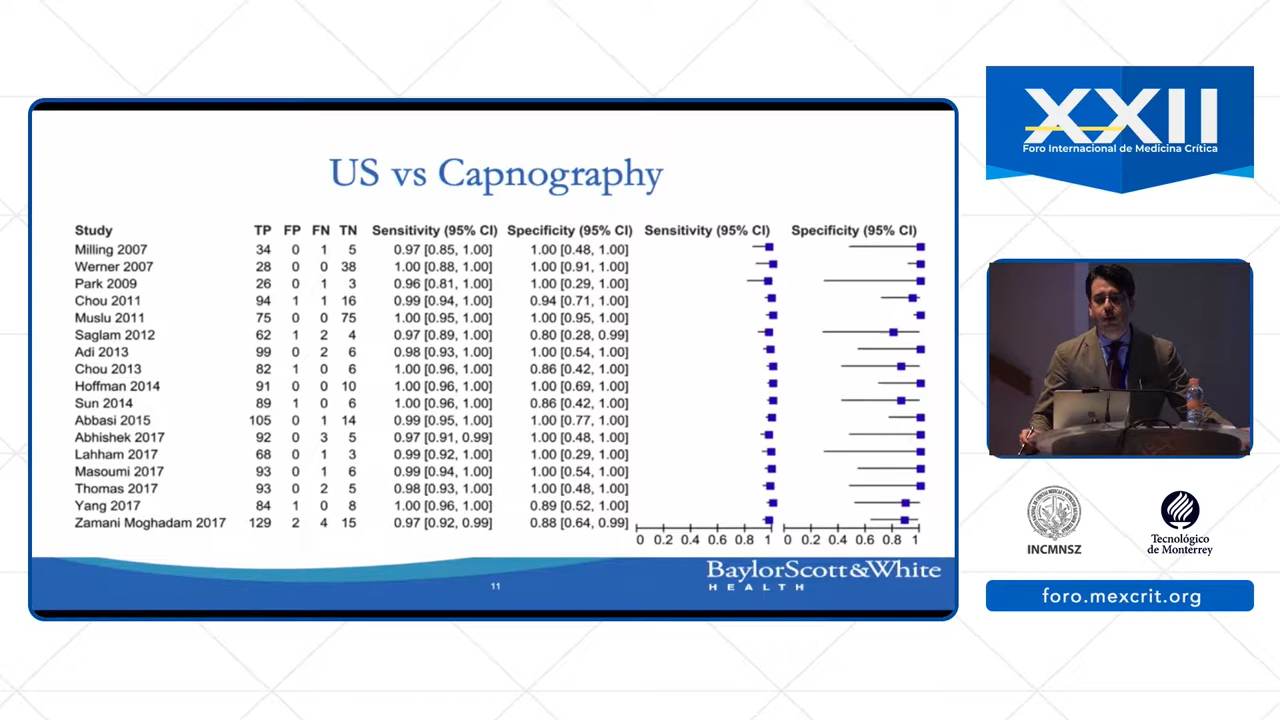 US vs Capnography
Study TP FP FN TN Sensitivity (95% CI) Specificity (95% CI) Sensitivity (95% CI) Specificity (95% CI)
Milling 2007 34 0 1 5 0.97 [0.85, 1.00] 1.00 [0.48, 1.00]
Werner 2007 28 0 0 38 1.00 [0.88, 1.00] 1.00 [0.91, 1.00]
Park 2009 26 0 1 3 0.96 [0.81, 1.00] 1.00 [0.29, 1.00]
Chou 2011 94 1 1 16 0.99 [0.94, 1.00] 0.94 [0.71, 1.00]
Muslu 2011 75 0 0 75 1.00 [0.95, 1.00] 1.00 [0.95, 1.00]
Saglam 2012 62 1 2 4 0.97 [0.89, 1.00] 0.80 [0.28, 0.99]
Adi 2013 99 0 2 6 0.98 [0.93, 1.00] 1.00 [0.54, 1.00]
Chou 2013 82 1 0 6 1.00 [0.96, 1.00] 0.86 [0.42, 1.00]
Hoffman 2014 91 0 0 10 1.00 [0.96, 1.00] 1.00 [0.69, 1.00]
Sun 2014 89 1 0 6 1.00 [0.96, 1.00] 0.86 [0.42, 1.00]
Abbasi 2015 105 0 1 14 0.99 [0.95, 1.00] 1.00 [0.77, 1.00]
Abhishek 2017 92 0 3 5 0.97 [0.91, 0.99] 1.00 [0.48, 1.00]
Lahham 2017 68 0 1 3 0.99 [0.92, 1.00] 1.00 [0.29, 1.00]
Masoumi 2017 93 0 1 6 0.99 [0.94, 1.00] 1.00 [0.54, 1.00]
Thomas 2017 93 0 2 5 0.98 [0.93, 1.00] 1.00 [0.48, 1.00]
Yang 2017 84 1 0 8 1.00 [0.96, 1.00] 0.89 [0.52, 1.00]
Zamani Moghadam 2017 129 2 4 15 0.97 [0.92, 0.99] 0.88 [0.64, 0.99]
0 0.2 0.4 0.6 0.8 1 0 0.2 0.4 0.6 0.8 1
11
BaylorScott&White
HEALTH
XXII
Foro Internacional de Medicina Crítica
INCMNSZ
Tecnológico
de Monterrey
foro.mexcrit.org